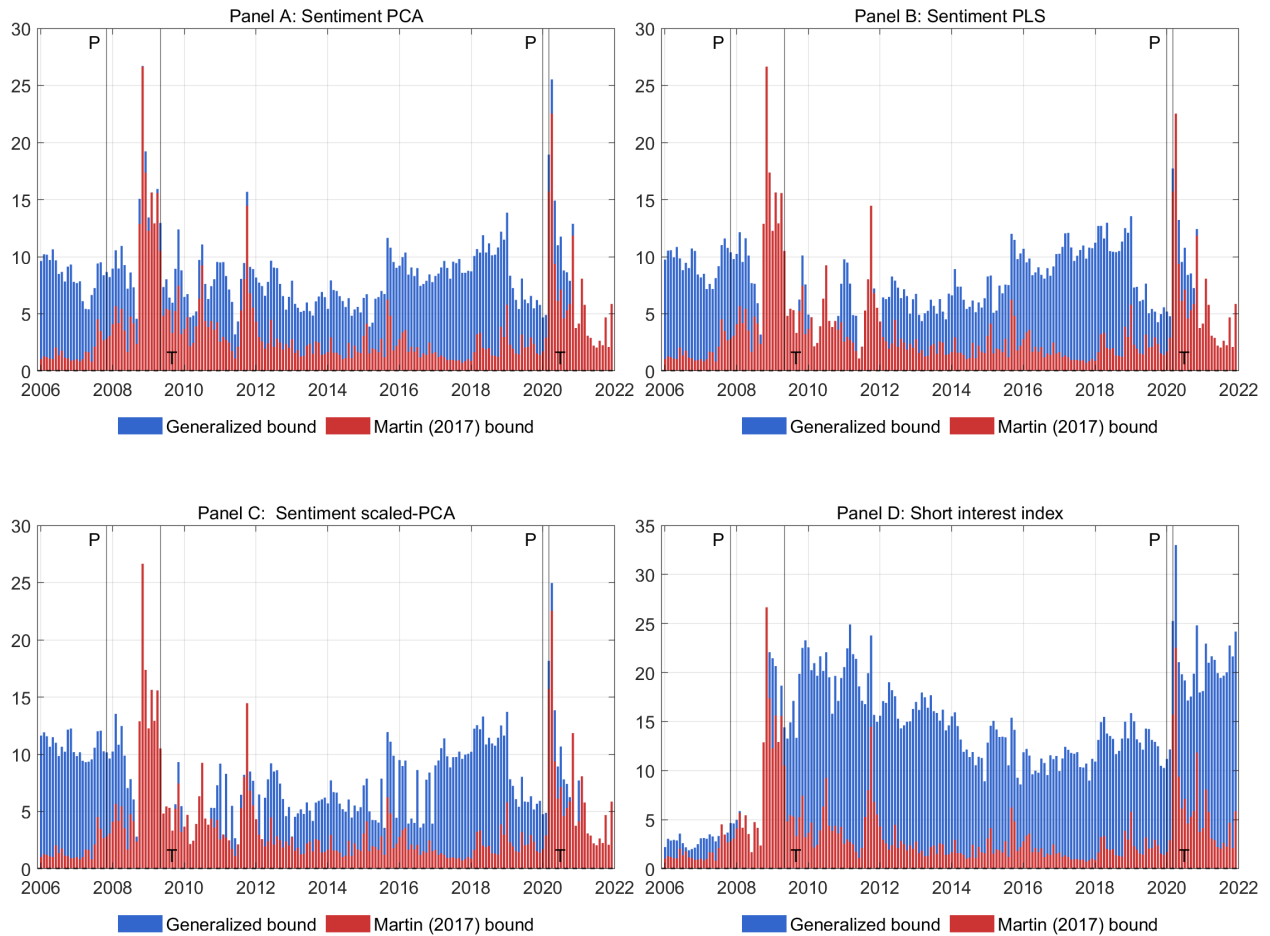 Panel A: Sentiment PCA
30
25
20
15
10
5
0
P
P
T
T
2006 2008 2010 2012 2014 2016 2018 2020 2022
Generalized bound Martin (2017) bound
Panel B: Sentiment PLS
30
25
20
15
10
5
0
P
P
T
T
2006 2008 2010 2012 2014 2016 2018 2020 2022
Generalized bound Martin (2017) bound
Panel C: Sentiment scaled-PCA
30
25
20
15
10
5
0
P
P
T
T
2006 2008 2010 2012 2014 2016 2018 2020 2022
Generalized bound Martin (2017) bound
Panel D: Short interest index
35
30
25
20
15
10
5
0
P
P
T
T
2006 2008 2010 2012 2014 2016 2018 2020 2022
Generalized bound Martin (2017) bound